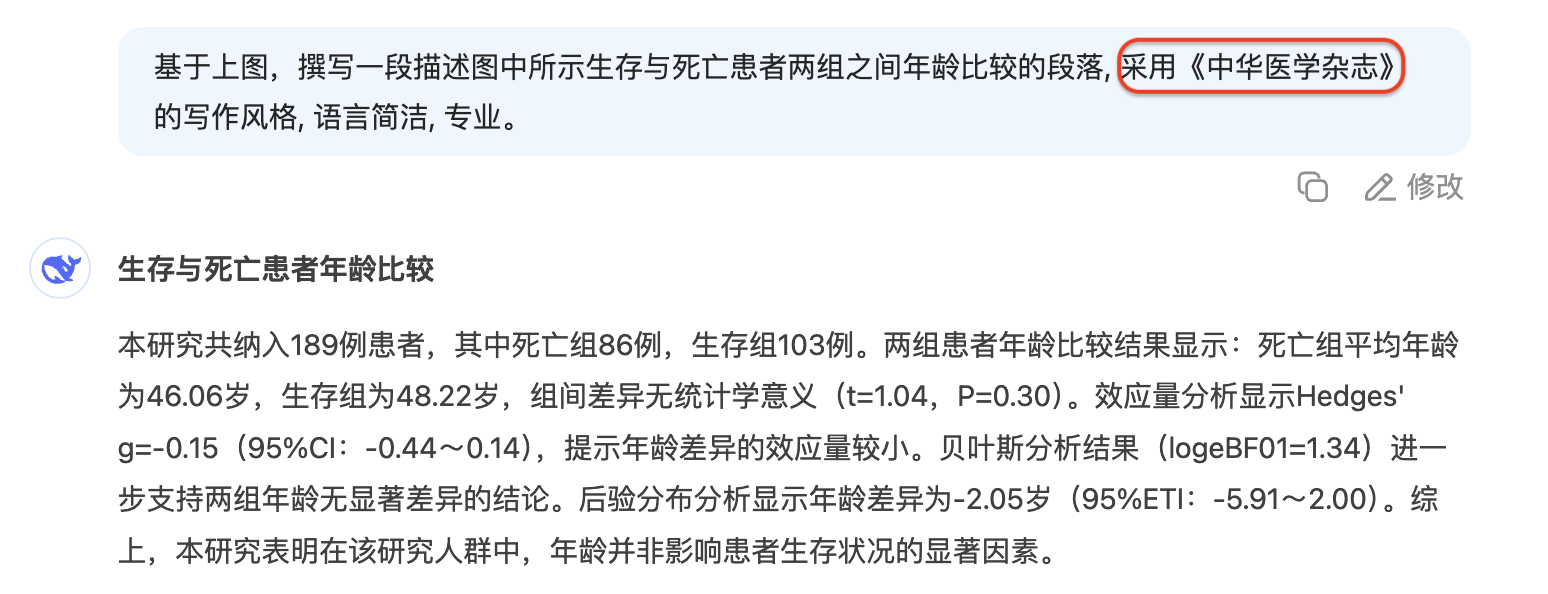 基于上图，撰写一段描述图中所示生存与死亡患者两组之间年龄比较的段落, 采用《中华医学杂志》
的写作风格, 语言简洁, 专业。
修改
生存与死亡患者年龄比较
本研究共纳入189例患者，其中死亡组86例，生存组103例。两组患者年龄比较结果显示：死亡组平均年龄
为46.06岁，生存组为48.22岁，组间差异无统计学意义（t=1.04，P=0.30）。效应量分析显示Hedges'
g=-0.15（95%CI：-0.44～0.14），提示年龄差异的效应量较小。贝叶斯分析结果（logeBF01=1.34）进一
步支持两组年龄无显著差异的结论。后验分布分析显示年龄差异为-2.05岁（95%ETI：-5.91～2.00）。综
上，本研究表明在该研究人群中，年龄并非影响患者生存状况的显著因素。